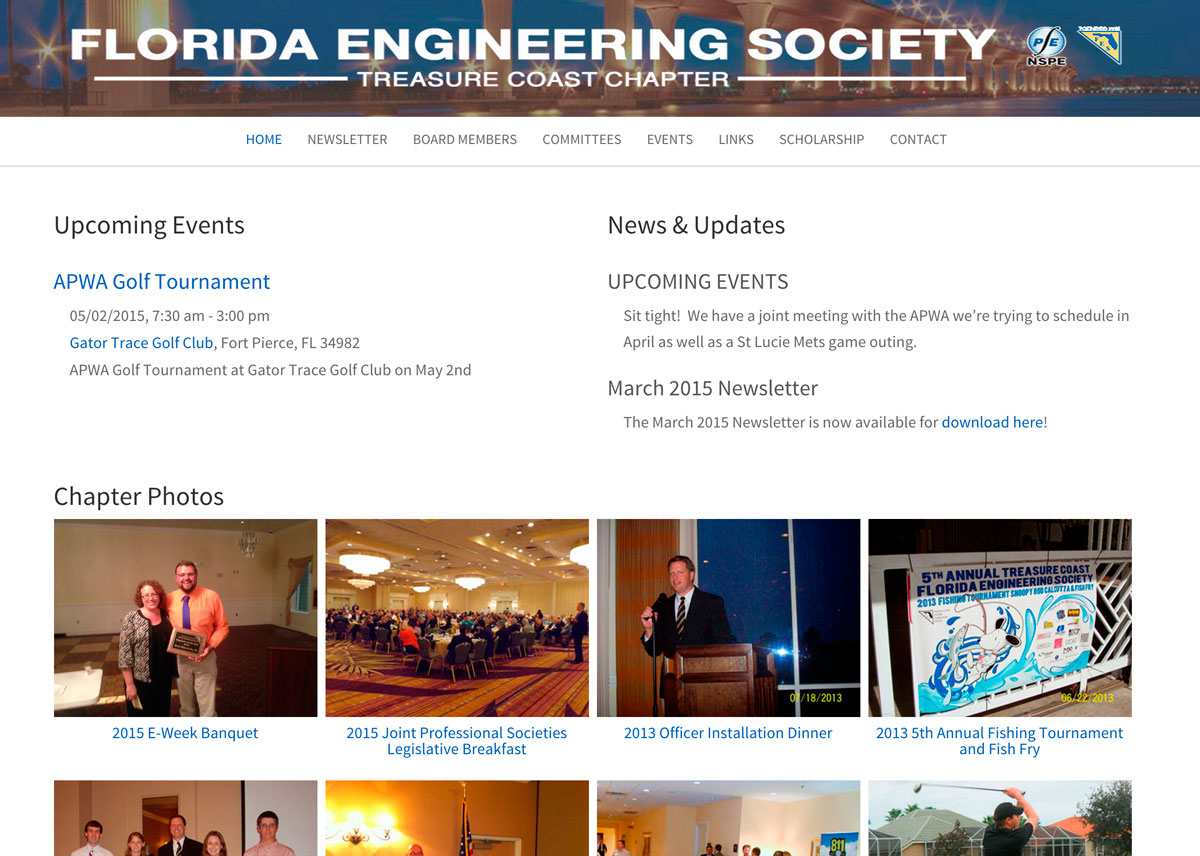 FLORIDA ENGINEERING SOCIETY
TREASURE COAST CHAPTER
NSPE
HOME NEWSLETTER BOARD MEMBERS COMMITTEES EVENTS LINKS SCHOLARSHIP CONTACT
Upcoming Events
APWA Golf Tournament
05/02/2015, 7:30 am - 3:00 pm
Gator Trace Golf Club, Fort Pierce, FL 34982
APWA Golf Tournament at Gator Trace Golf Club on May 2nd
News & Updates
UPCOMING EVENTS
Sit tight!  We have a joint meeting with the APWA we’re trying to schedule in
April as well as a St Lucie Mets game outing.
March 2015 Newsletter
The March 2015 Newsletter is now available for download here!
Chapter Photos
07/18/2013
5TH ANNUAL TREASURE COAST
FLORIDA ENGINEERING SOCIETY
2013 FISHING TOURNAMENT SNOOPY ROD CALCUTTA & FISH FRY
06/22/2013
2015 E-Week Banquet
2015 Joint Professional Societies
Legislative Breakfast
2013 Officer Installation Dinner
2013 5th Annual Fishing Tournament
and Fish Fry
811